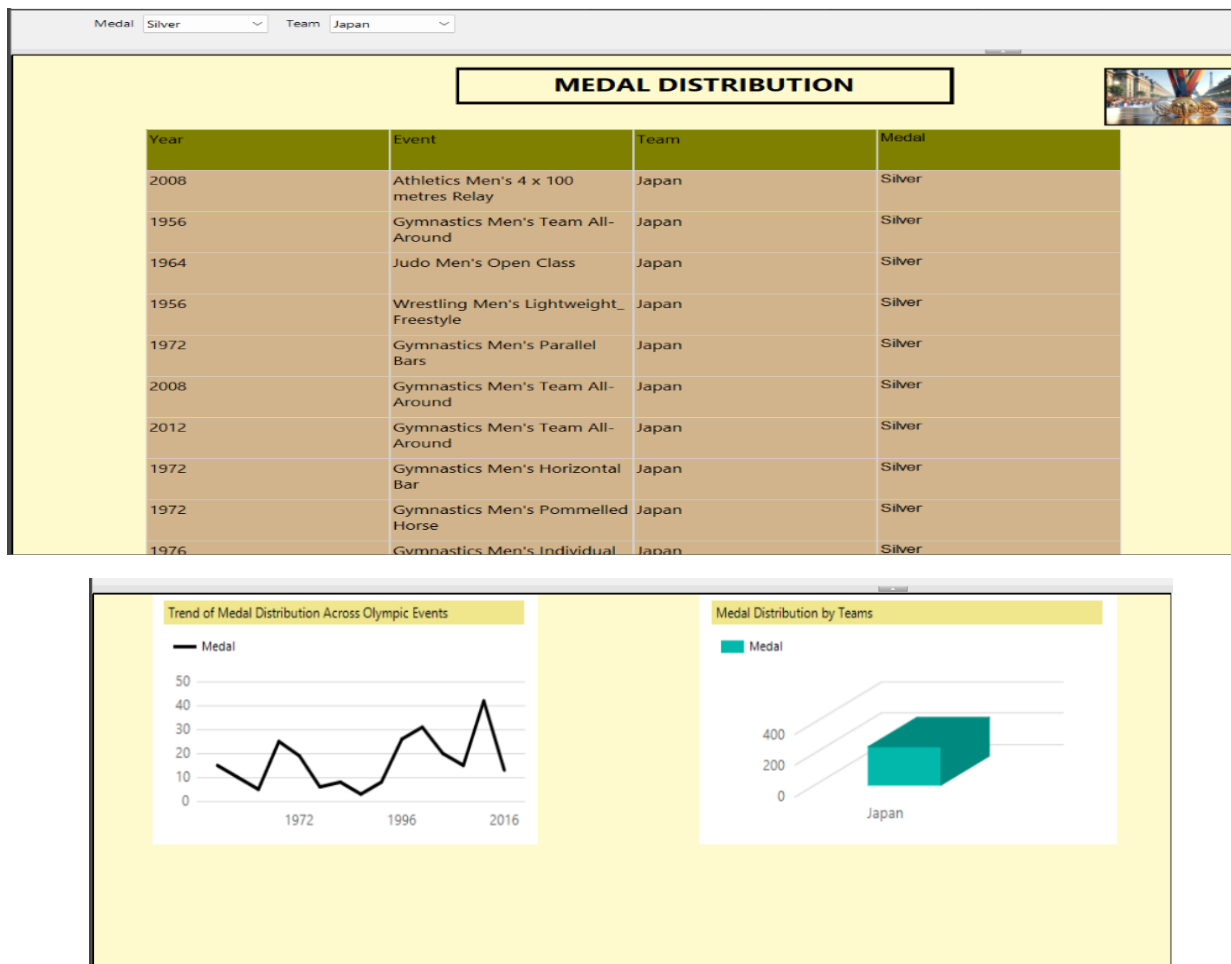 Medal Silver Team Japan
MEDAL DISTRIBUTION
Year Event Team Medal
2008 Athletics Men's 4 x 100 Japan Silver
metres Relay
1956 Gymnastics Men's Team All- Japan Silver
Around
1964 Judo Men's Open Class Japan Silver
1956 Wrestling Men's Lightweight_ Japan Silver
Freestyle
1972 Gymnastics Men's Parallel Japan Silver
Bars
2008 Gymnastics Men's Team All- Japan Silver
Around
2012 Gymnastics Men's Team All- Japan Silver
Around
1972 Gymnastics Men's Horizontal Japan Silver
Bar
1972 Gymnastics Men's Pommelled Japan Silver
Horse
1976 Gymnastics Men's Individual Japan Silver
Trend of Medal Distribution Across Olympic Events
Medal
50
40
30
20
10
0
1972 1996 2016
Medal Distribution by Teams
Medal
400
200
0
Japan